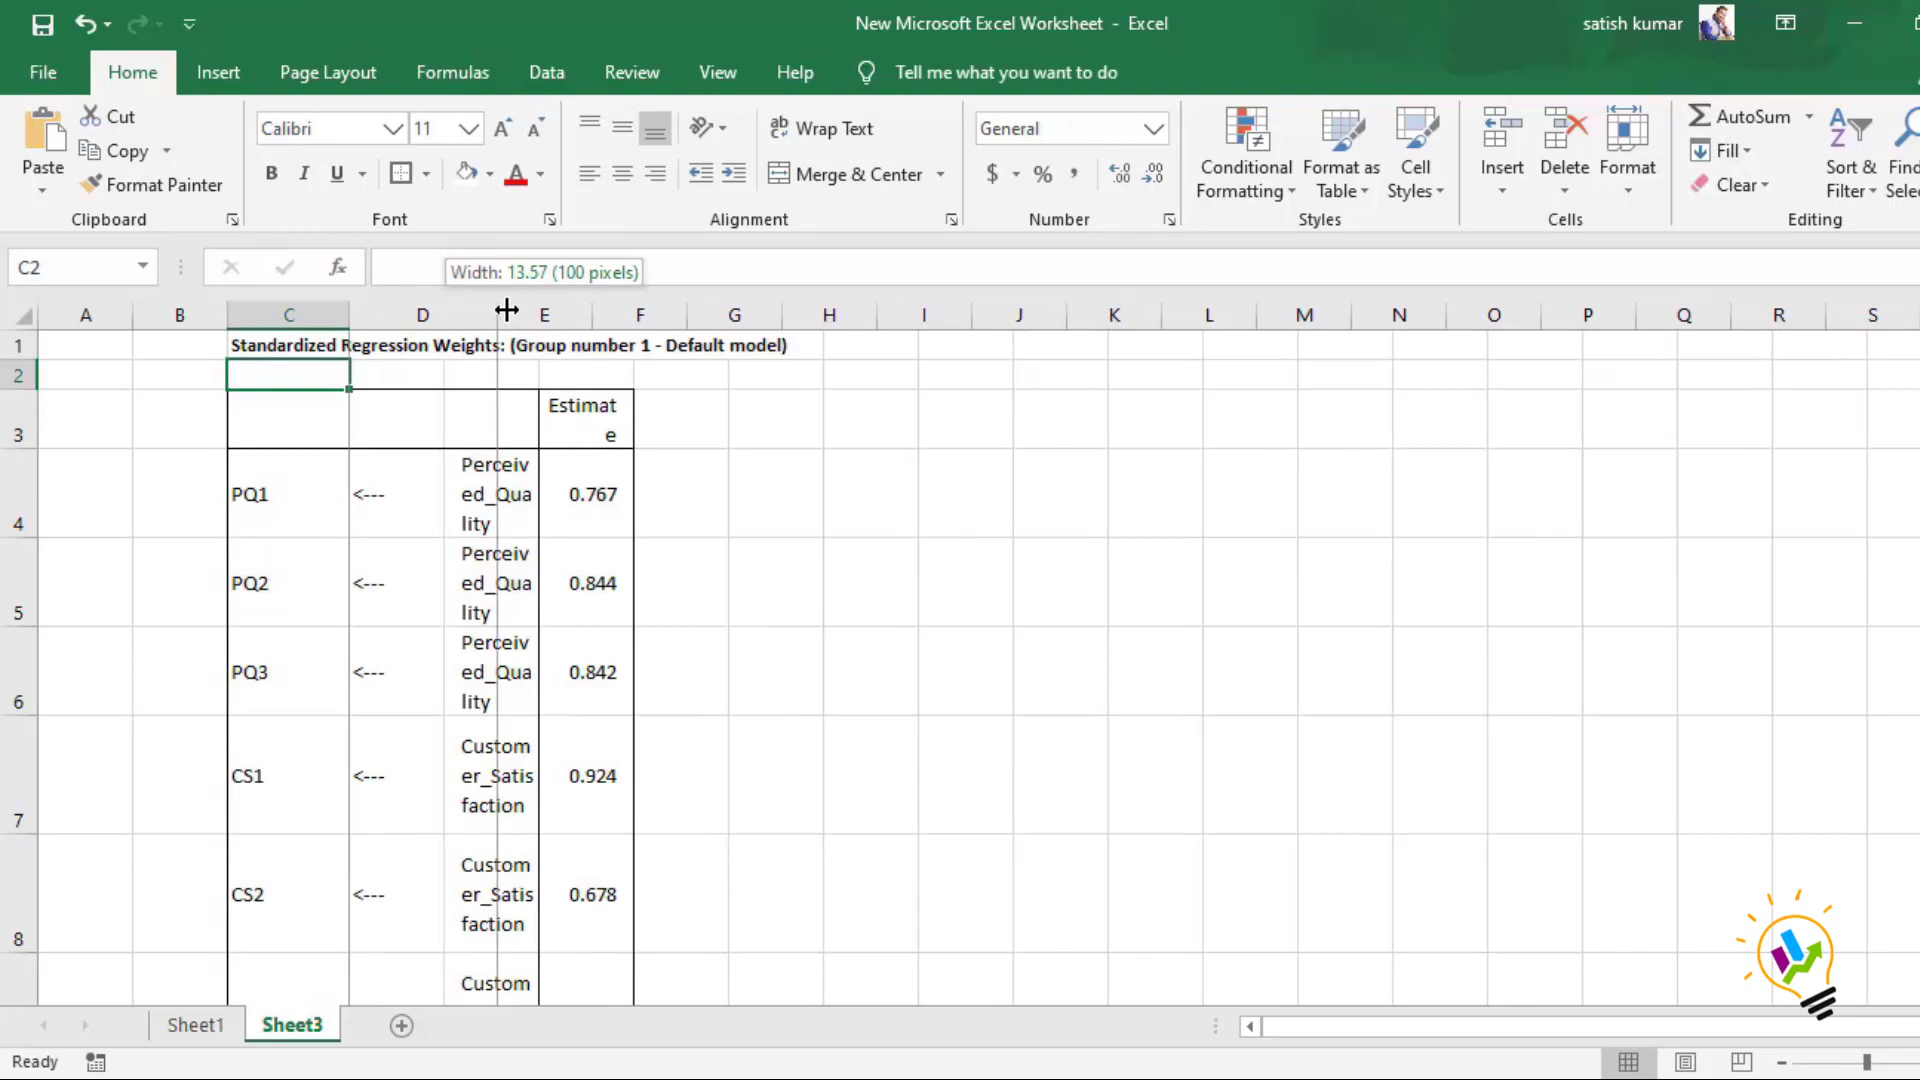 New Microsoft Excel Worksheet - Excel
satish kumar
File Home Insert Page Layout Formulas Data Review View Help Tell me what you want to do
Paste
Cut
Copy
Format Painter
Clipboard
Calibri 11
B I U
Font
Wrap Text
Merge & Center
Alignment
General
$ % ,
Number
Conditional Formatting
Format as Table
Cell Styles
Styles
Insert
Delete
Format
Cells
AutoSum
Fill
Clear
Sort & Filter
Editing
C2
fx
Width: 13.57 (100 pixels)
A B C D E F G H I J K L M N O P Q R S
1 Standardized Regression Weights: (Group number 1 - Default model)
2
Estimat
3 e
Perceiv
PQ1 <--- ed_Qua 0.767
4 lity
Perceiv
PQ2 <--- ed_Qua 0.844
5 lity
Perceiv
PQ3 <--- ed_Qua 0.842
6 lity
Custom
CS1 <--- er_Satis 0.924
faction
7
Custom
CS2 <--- er_Satis 0.678
faction
8
Custom
Sheet1 Sheet3
Ready